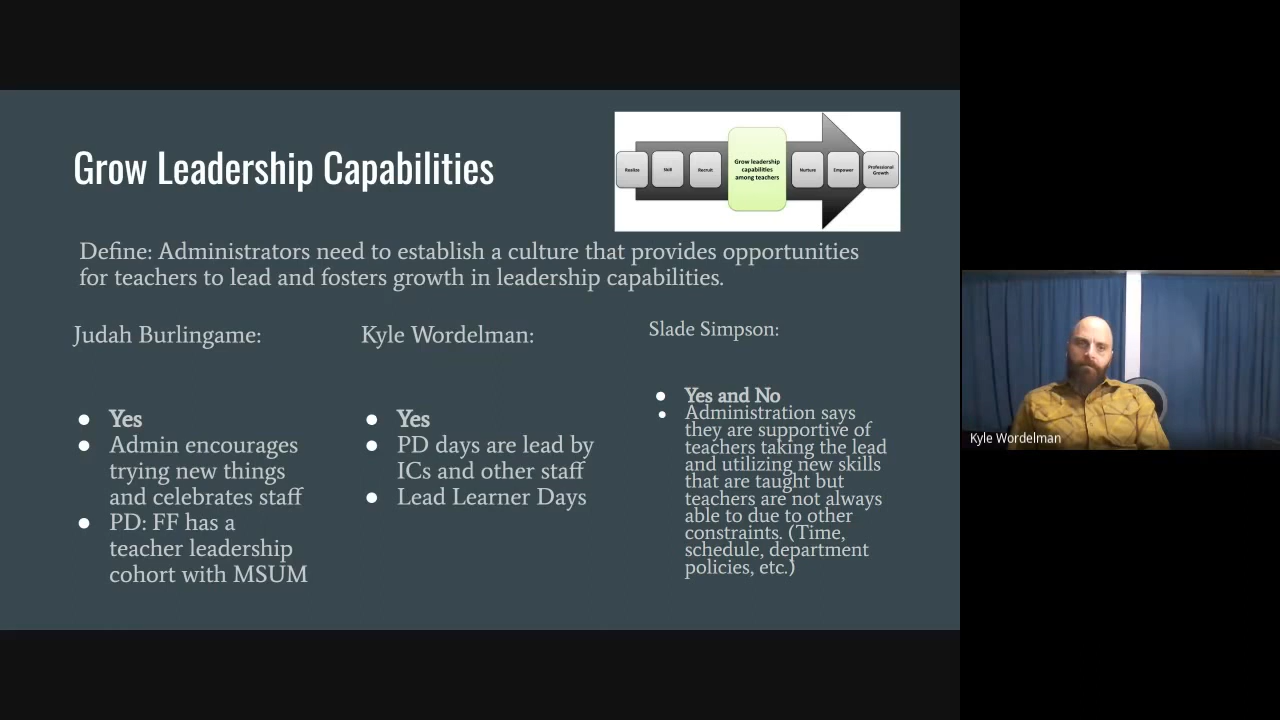 Grow Leadership Capabilities
Realize
Skill
Recruit
Grow leadership
capabilities
among teachers
Nurture
Empower
Professional
Growth
Define: Administrators need to establish a culture that provides opportunities
for teachers to lead and fosters growth in leadership capabilities.
Judah Burlingame:
● Yes
● Admin encourages
trying new things
and celebrates staff
● PD: FF has a
teacher leadership
cohort with MSUM
Kyle Wordelman:
● Yes
● PD days are lead by
ICs and other staff
● Lead Learner Days
Slade Simpson:
● Yes and No
● Administration says
they are supportive of
teachers taking the lead
and utilizing new skills
that are taught but
teachers are not always
able to due to other
constraints. (Time,
schedule, department
policies, etc.)
Kyle Wordelman